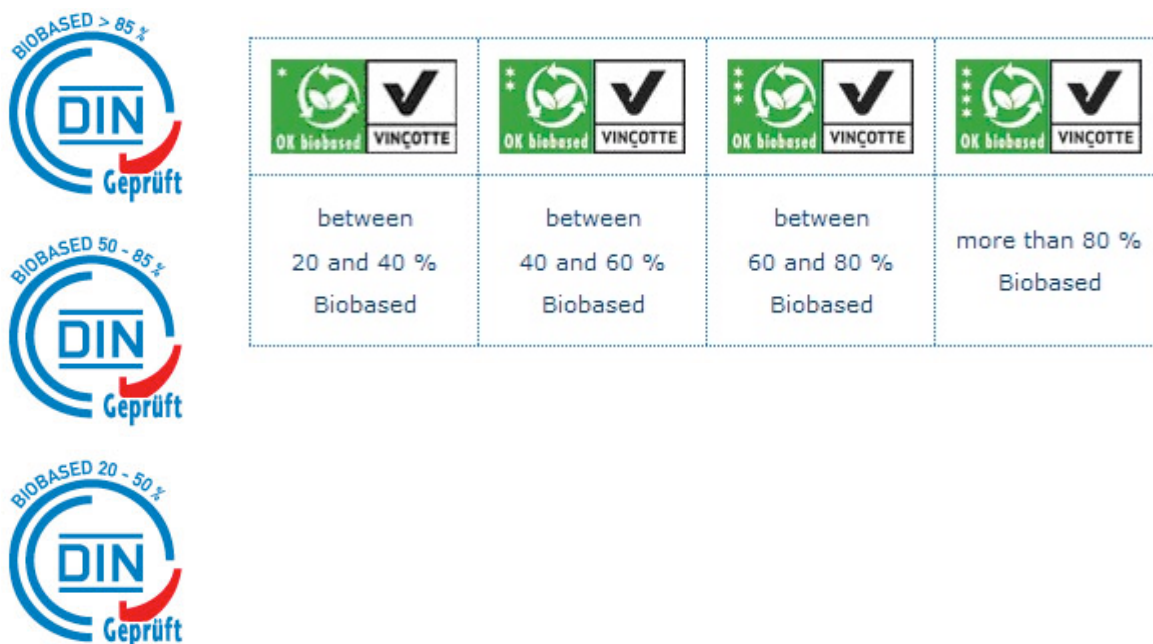 BIOBASED > 85 %
DIN
Geprüft
BIOBASED 50 - 85 %
DIN
Geprüft
BIOBASED 20 - 50 %
DIN
Geprüft
* OK biobased VINÇOTTE
** OK biobased VINÇOTTE
*** OK biobased VINÇOTTE
**** OK biobased VINÇOTTE
between
20 and 40 %
Biobased
between
40 and 60 %
Biobased
between
60 and 80 %
Biobased
more than 80 %
Biobased